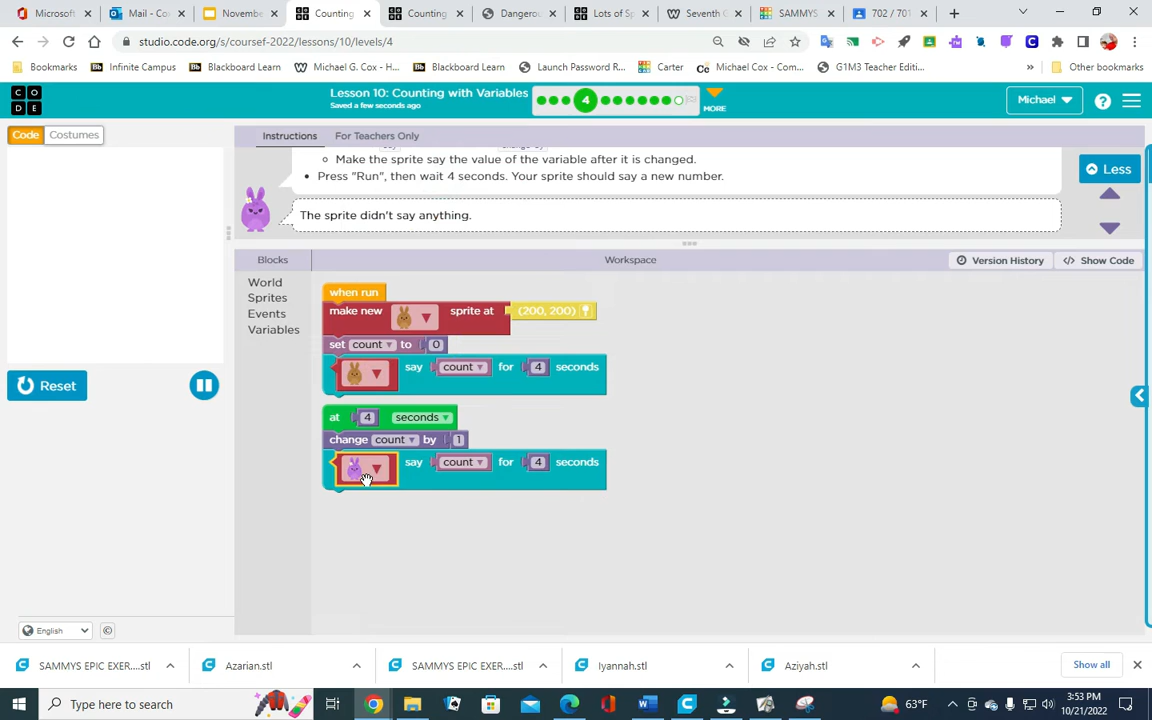 Microsoft
Mail - Co
November
Counting
Counting
Dangerou
Lots of Sp
Seventh G
SAMMYS
702 / 701
studio.code.org/s/coursef-2022/lessons/10/levels/4
Bookmarks
Infinite Campus
Blackboard Learn
Michael G. Cox - H...
Blackboard Learn
Launch Password R...
Carter
Michael Cox - Com...
G1M3 Teacher Editi...
»
Other bookmarks
C O
D E
Lesson 10: Counting with Variables
Saved a few seconds ago
4
MORE
Michael
Code
Costumes
Instructions
For Teachers Only
Make the sprite say the value of the variable after it is changed.
Press "Run", then wait 4 seconds. Your sprite should say a new number.
Less
The sprite didn't say anything.
Blocks
Workspace
Version History
</> Show Code
World
Sprites
Events
Variables
when run
make new sprite at (200, 200)
set count to 0
say count for 4 seconds
at 4 seconds
change count by 1
say count for 4 seconds
Reset
English
©
SAMMYS EPIC EXER....stl
Azarian.stl
SAMMYS EPIC EXER....stl
Iyannah.stl
Aziyah.stl
Show all
Type here to search
63°F
3:53 PM
10/21/2022